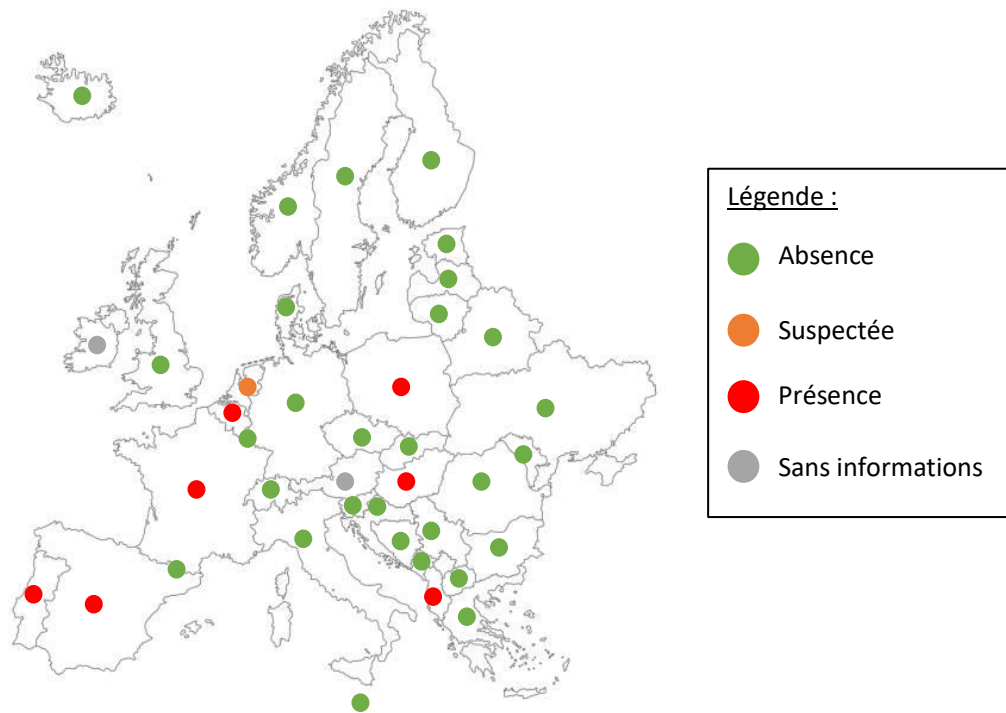 Légende :
Absence
Suspectée
Présence
Sans informations